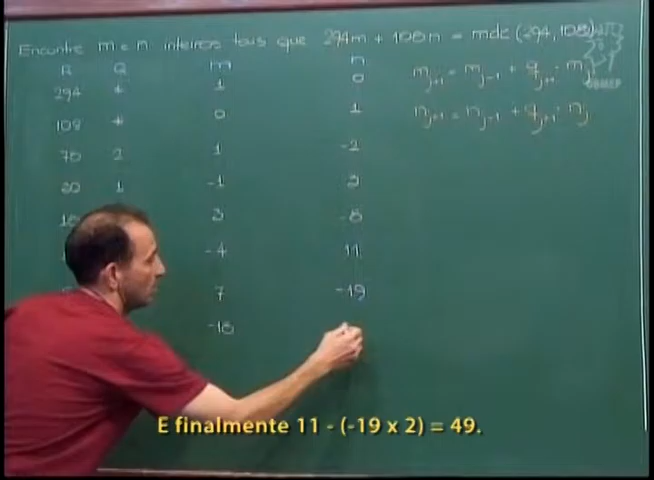 Encontre m e n inteiros tais que 294m + 108n = mdc (294, 108)
R Q m n
294 * 1 0
108 * 0 1
78 2 1 -2
30 1 -1 3
18 3 -8
-4 11
7 -19
-18
m_{j+1} = m_{j-1} + q_{j+1} · m_j
n_{j+1} = n_{j-1} + q_{j+1} · n_j
OBMEP
E finalmente 11 - (-19 x 2) = 49.